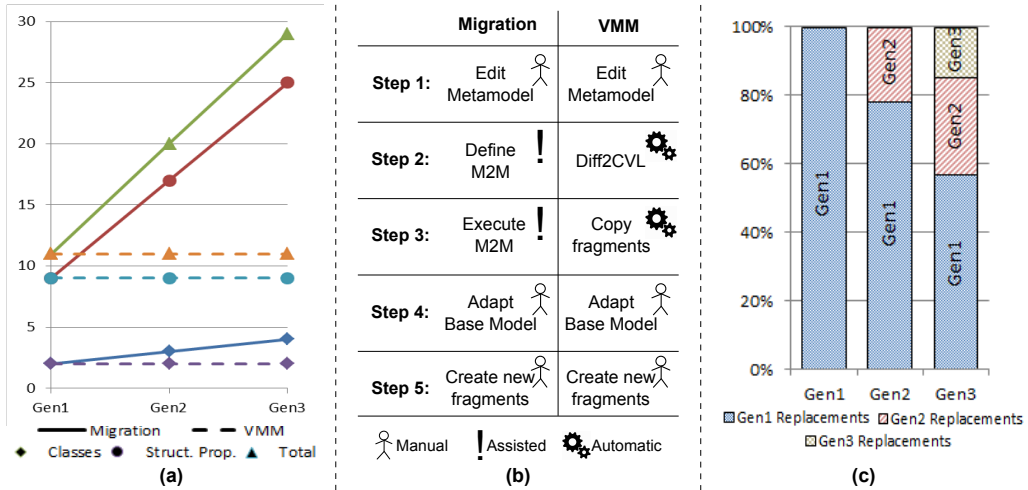 30
25
20
15
10
5
0
Gen1 Gen2 Gen3
Migration VMM
Classes Struct. Prop. Total
(a)
Migration VMM
Step 1: Edit Metamodel Edit Metamodel
Step 2: Define M2M ! Diff2CVL
Step 3: Execute M2M ! Copy fragments
Step 4: Adapt Base Model Adapt Base Model
Step 5: Create new fragments Create new fragments
Manual ! Assisted Automatic
(b)
100%
80%
60%
40%
20%
0%
Gen1
Gen1 Gen2
Gen1 Gen2 Gen3
Gen1 Gen2 Gen3
Gen1 Replacements Gen2 Replacements
Gen3 Replacements
(c)